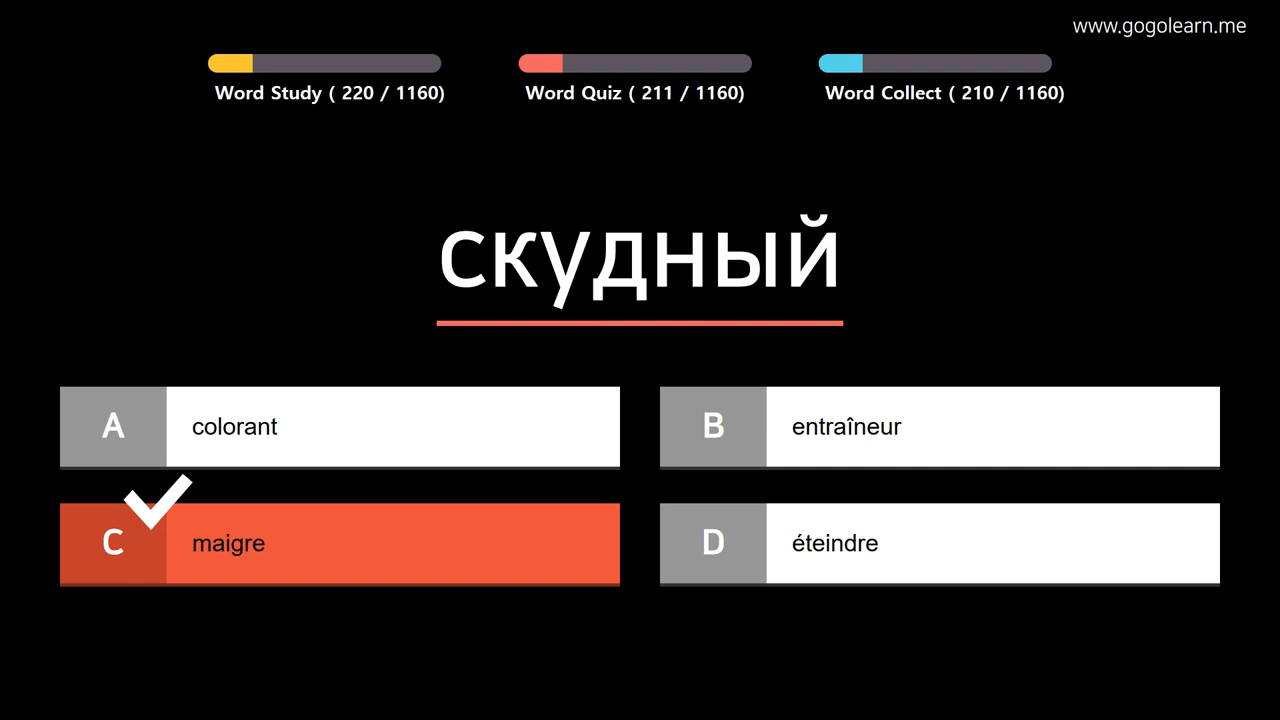 www.gogolearn.me
Word Study ( 220 / 1160)
Word Quiz ( 211 / 1160)
Word Collect ( 210 / 1160)
скудный
A colorant
B entraîneur
C maigre
D éteindre